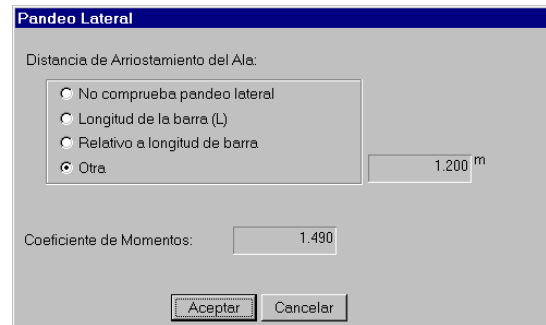 Pandeo Lateral
Distancia de Arriostamiento del Ala:
No comprueba pandeo lateral
Longitud de la barra (L)
Relativo a longitud de barra
Otra
1.200 m
Coeficiente de Momentos: 1.490
Aceptar Cancelar